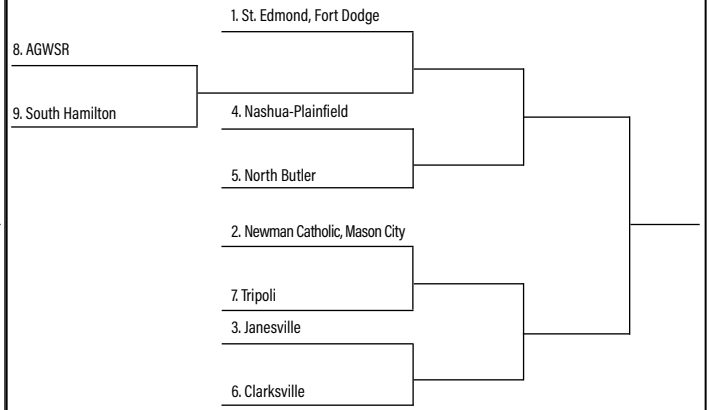 1. St. Edmond, Fort Dodge
8. AGWSR
9. South Hamilton
4. Nashua-Plainfield
5. North Butler
2. Newman Catholic, Mason City
7. Tripoli
3. Janesville
6. Clarksville